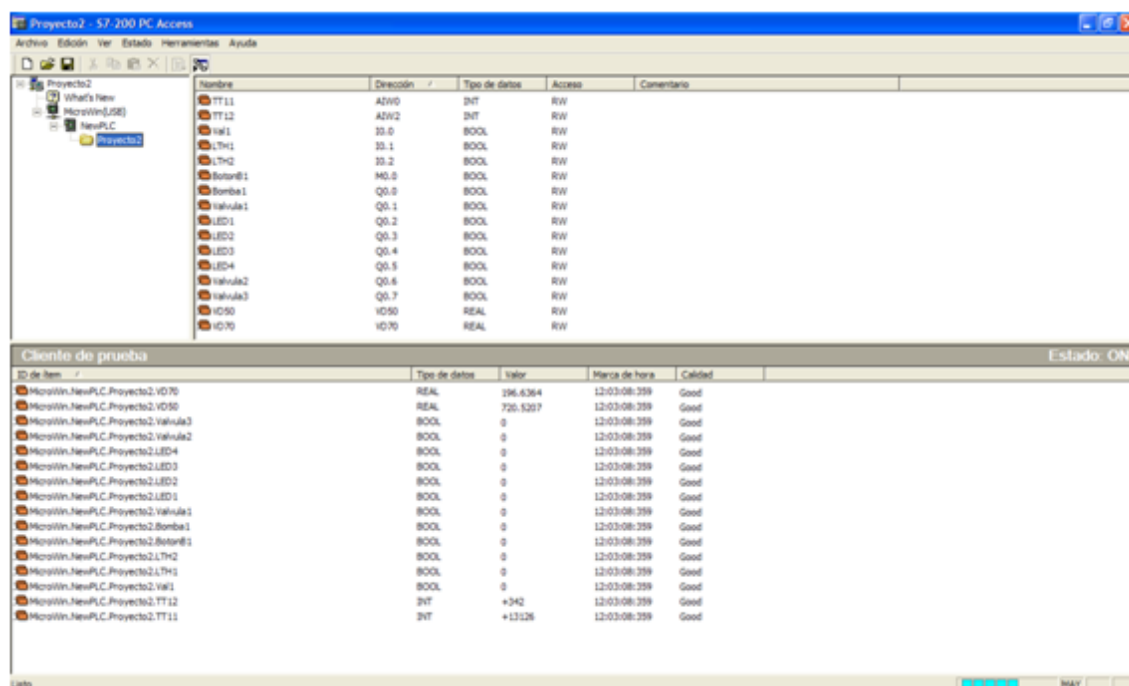 Proyecto2 - S7-200 PC Access
Archivo Edición Ver Estado Herramientas Ayuda
Proyecto2
What's New
MicroWin(USB)
NewPLC
Proyecto2
Nombre Dirección Tipo de datos Acceso Comentario
TT11 AIW0 INT RW
TT12 AIW2 INT RW
Val1 I0.0 BOOL RW
LTH1 I0.1 BOOL RW
LTH2 I0.2 BOOL RW
BotonB1 M0.0 BOOL RW
Bomba1 Q0.0 BOOL RW
Valvula1 Q0.1 BOOL RW
LED1 Q0.2 BOOL RW
LED2 Q0.3 BOOL RW
LED3 Q0.4 BOOL RW
LED4 Q0.5 BOOL RW
Valvula2 Q0.6 BOOL RW
Valvula3 Q0.7 BOOL RW
VD50 VD50 REAL RW
VD70 VD70 REAL RW
Cliente de prueba Estado: ON
ID de ítem Tipo de datos Valor Marca de hora Calidad
MicroWin.NewPLC.Proyecto2.VD70 REAL 196.6364 12:03:08:359 Good
MicroWin.NewPLC.Proyecto2.VD50 REAL 720.5207 12:03:08:359 Good
MicroWin.NewPLC.Proyecto2.Valvula3 BOOL 0 12:03:08:359 Good
MicroWin.NewPLC.Proyecto2.Valvula2 BOOL 0 12:03:08:359 Good
MicroWin.NewPLC.Proyecto2.LED4 BOOL 0 12:03:08:359 Good
MicroWin.NewPLC.Proyecto2.LED3 BOOL 0 12:03:08:359 Good
MicroWin.NewPLC.Proyecto2.LED2 BOOL 0 12:03:08:359 Good
MicroWin.NewPLC.Proyecto2.LED1 BOOL 0 12:03:08:359 Good
MicroWin.NewPLC.Proyecto2.Valvula1 BOOL 0 12:03:08:359 Good
MicroWin.NewPLC.Proyecto2.Bomba1 BOOL 0 12:03:08:359 Good
MicroWin.NewPLC.Proyecto2.BotonB1 BOOL 0 12:03:08:359 Good
MicroWin.NewPLC.Proyecto2.LTH2 BOOL 0 12:03:08:359 Good
MicroWin.NewPLC.Proyecto2.LTH1 BOOL 0 12:03:08:359 Good
MicroWin.NewPLC.Proyecto2.Val1 BOOL 0 12:03:08:359 Good
MicroWin.NewPLC.Proyecto2.TT12 INT +342 12:03:08:359 Good
MicroWin.NewPLC.Proyecto2.TT11 INT +13126 12:03:08:359 Good
Listo MAY